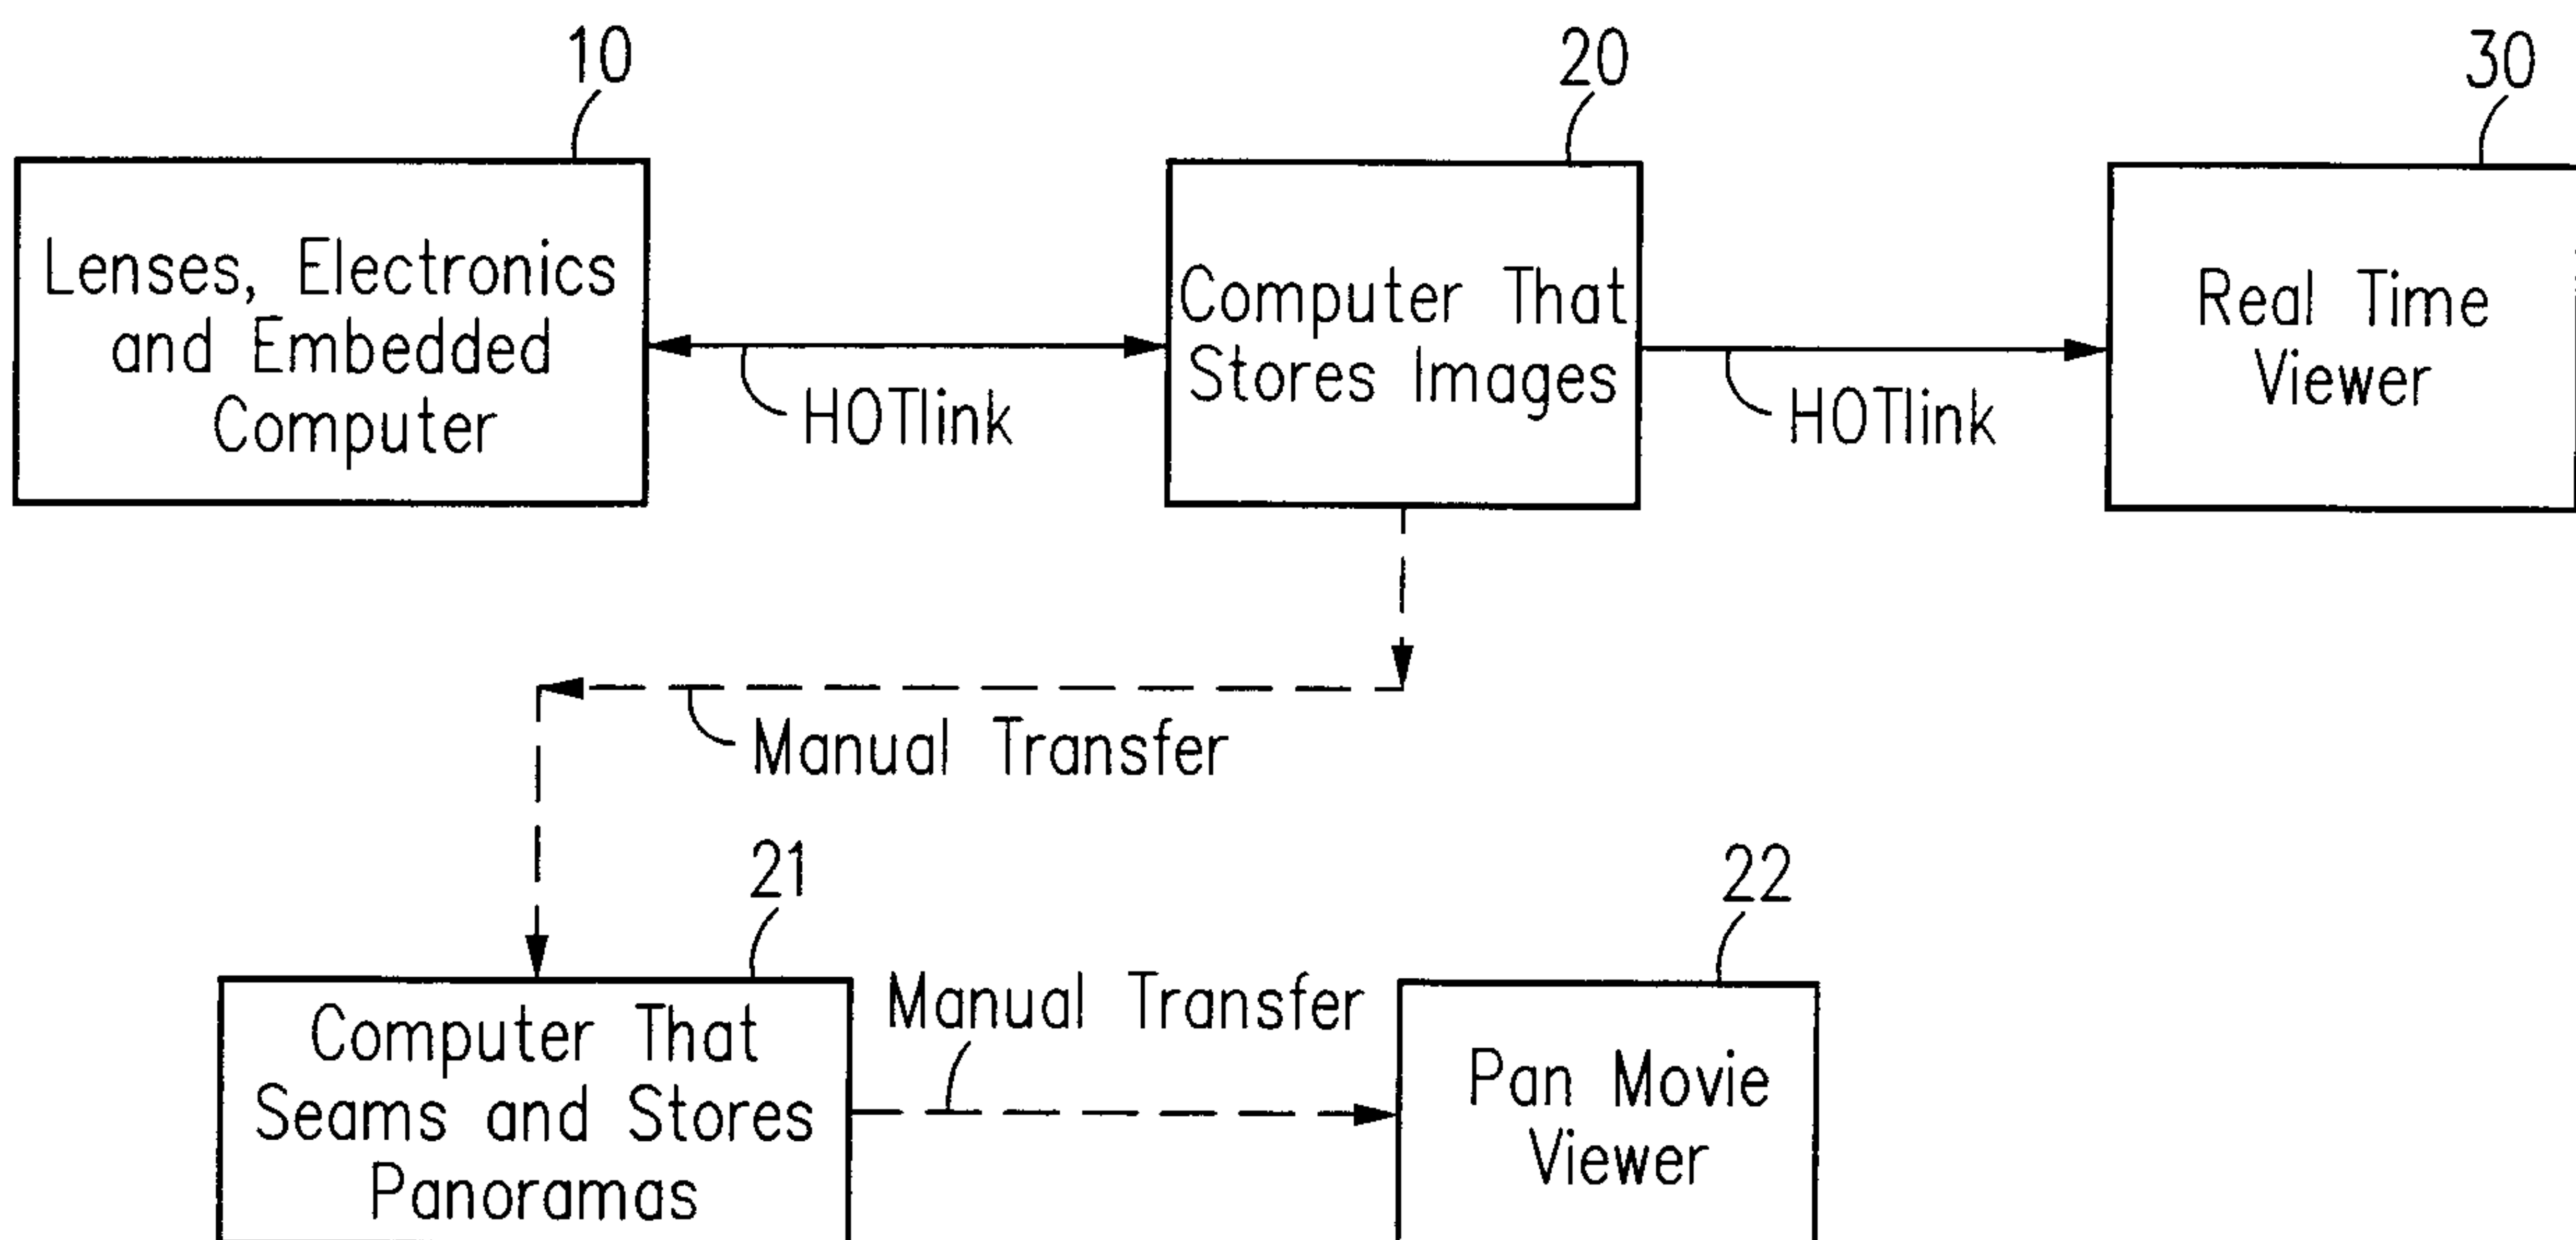 10
20
30
Lenses, Electronics
and Embedded
Computer
HOTlink
Computer That
Stores Images
HOTlink
Real Time
Viewer
Manual Transfer
21
22
Computer That
Seams and Stores
Panoramas
Manual Transfer
Pan Movie
Viewer